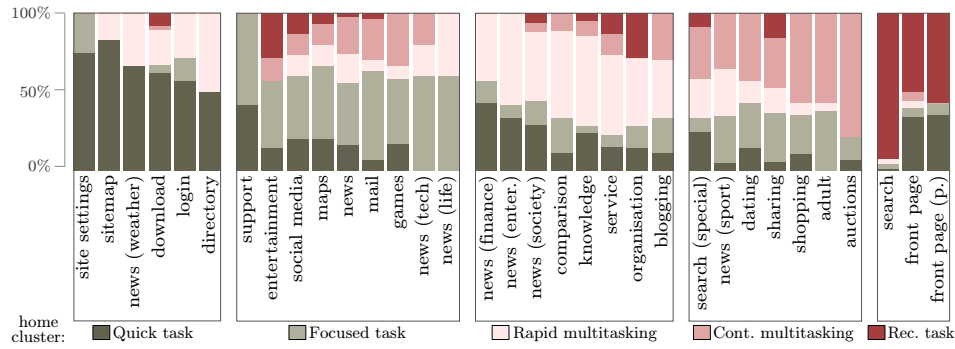 100%
50%
0%
site settings
sitemap
news (weather)
download
login
directory
support
entertainment
social media
maps
news
mail
games
news (tech)
news (life)
news (finance)
news (enter.)
news (society)
comparison
knowledge
service
organisation
blogging
search (special)
news (sport)
dating
sharing
shopping
adult
auctions
search
front page
front page (p.)
home
cluster:
Quick task
Focused task
Rapid multitasking
Cont. multitasking
Rec. task